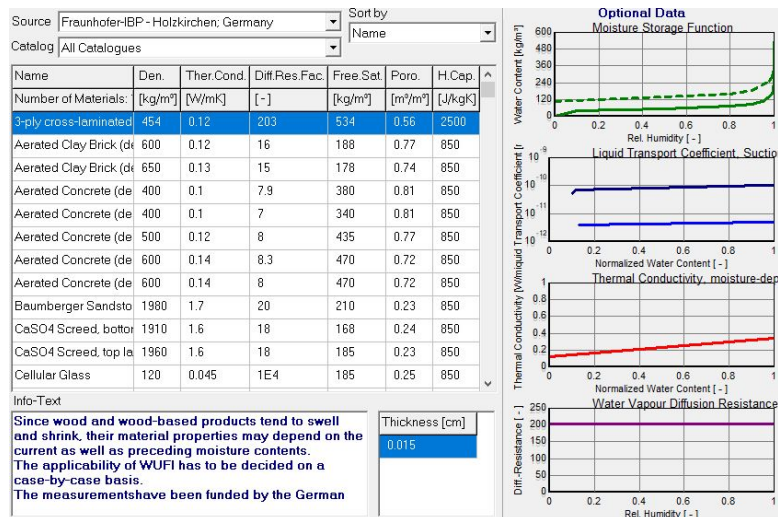 Source Fraunhofer-IBP - Holzkirchen; Germany
Sort by
Name
Catalog All Catalogues
Name Den. Ther.Cond. Diff.Res.Fac. Free.Sat. Poro. H.Cap.
Number of Materials: [kg/m³] [W/mK] [-] [kg/m³] [m³/m³] [J/kgK]
3-ply cross-laminated 454 0.12 203 534 0.56 2500
Aerated Clay Brick (de 600 0.12 16 188 0.77 850
Aerated Clay Brick (de 650 0.13 15 178 0.74 850
Aerated Concrete (de 400 0.1 7.9 380 0.81 850
Aerated Concrete (de 400 0.1 7 340 0.81 850
Aerated Concrete (de 500 0.12 8 435 0.77 850
Aerated Concrete (de 600 0.14 8.3 470 0.72 850
Aerated Concrete (de 600 0.14 8 470 0.72 850
Baumberger Sandsto 1980 1.7 20 210 0.23 850
CaSO4 Screed, bottor 1910 1.6 18 168 0.24 850
CaSO4 Screed, top la 1960 1.6 18 185 0.23 850
Cellular Glass 120 0.045 1E4 185 0.25 850
Info-Text
Since wood and wood-based products tend to swell
and shrink, their material properties may depend on the
current as well as preceding moisture contents.
The applicability of WUFI has to be decided on a
case-by-case basis.
The measurementshave been funded by the German
Thickness [cm]
0.015
Optional Data
Moisture Storage Function
Water Content [kg/m³]
600
480
360
240
120
0
0 0.2 0.4 0.6 0.8 1
Rel. Humidity [ - ]
Liquid Transport Coefficient, Suctio
Liquid Transport Coefficient [
10 -9
10 -10
10 -11
10 -12
0.2 0.4 0.6 0.8 1
Normalized Water Content [ - ]
Thermal Conductivity, moisture-dep
Thermal Conductivity [W/m
1
0.8
0.6
0.4
0.2
0
0 0.2 0.4 0.6 0.8 1
Normalized Water Content [ - ]
Water Vapour Diffusion Resistance
Diff.-Resistance [ - ]
250
200
150
100
50
0
0 0.2 0.4 0.6 0.8 1
Rel. Humidity [ - ]